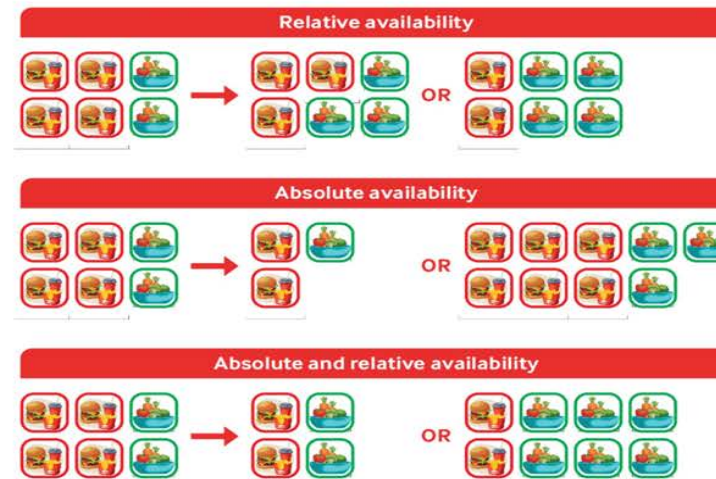 Relative availability
OR
Absolute availability
OR
Absolute and relative availability
OR